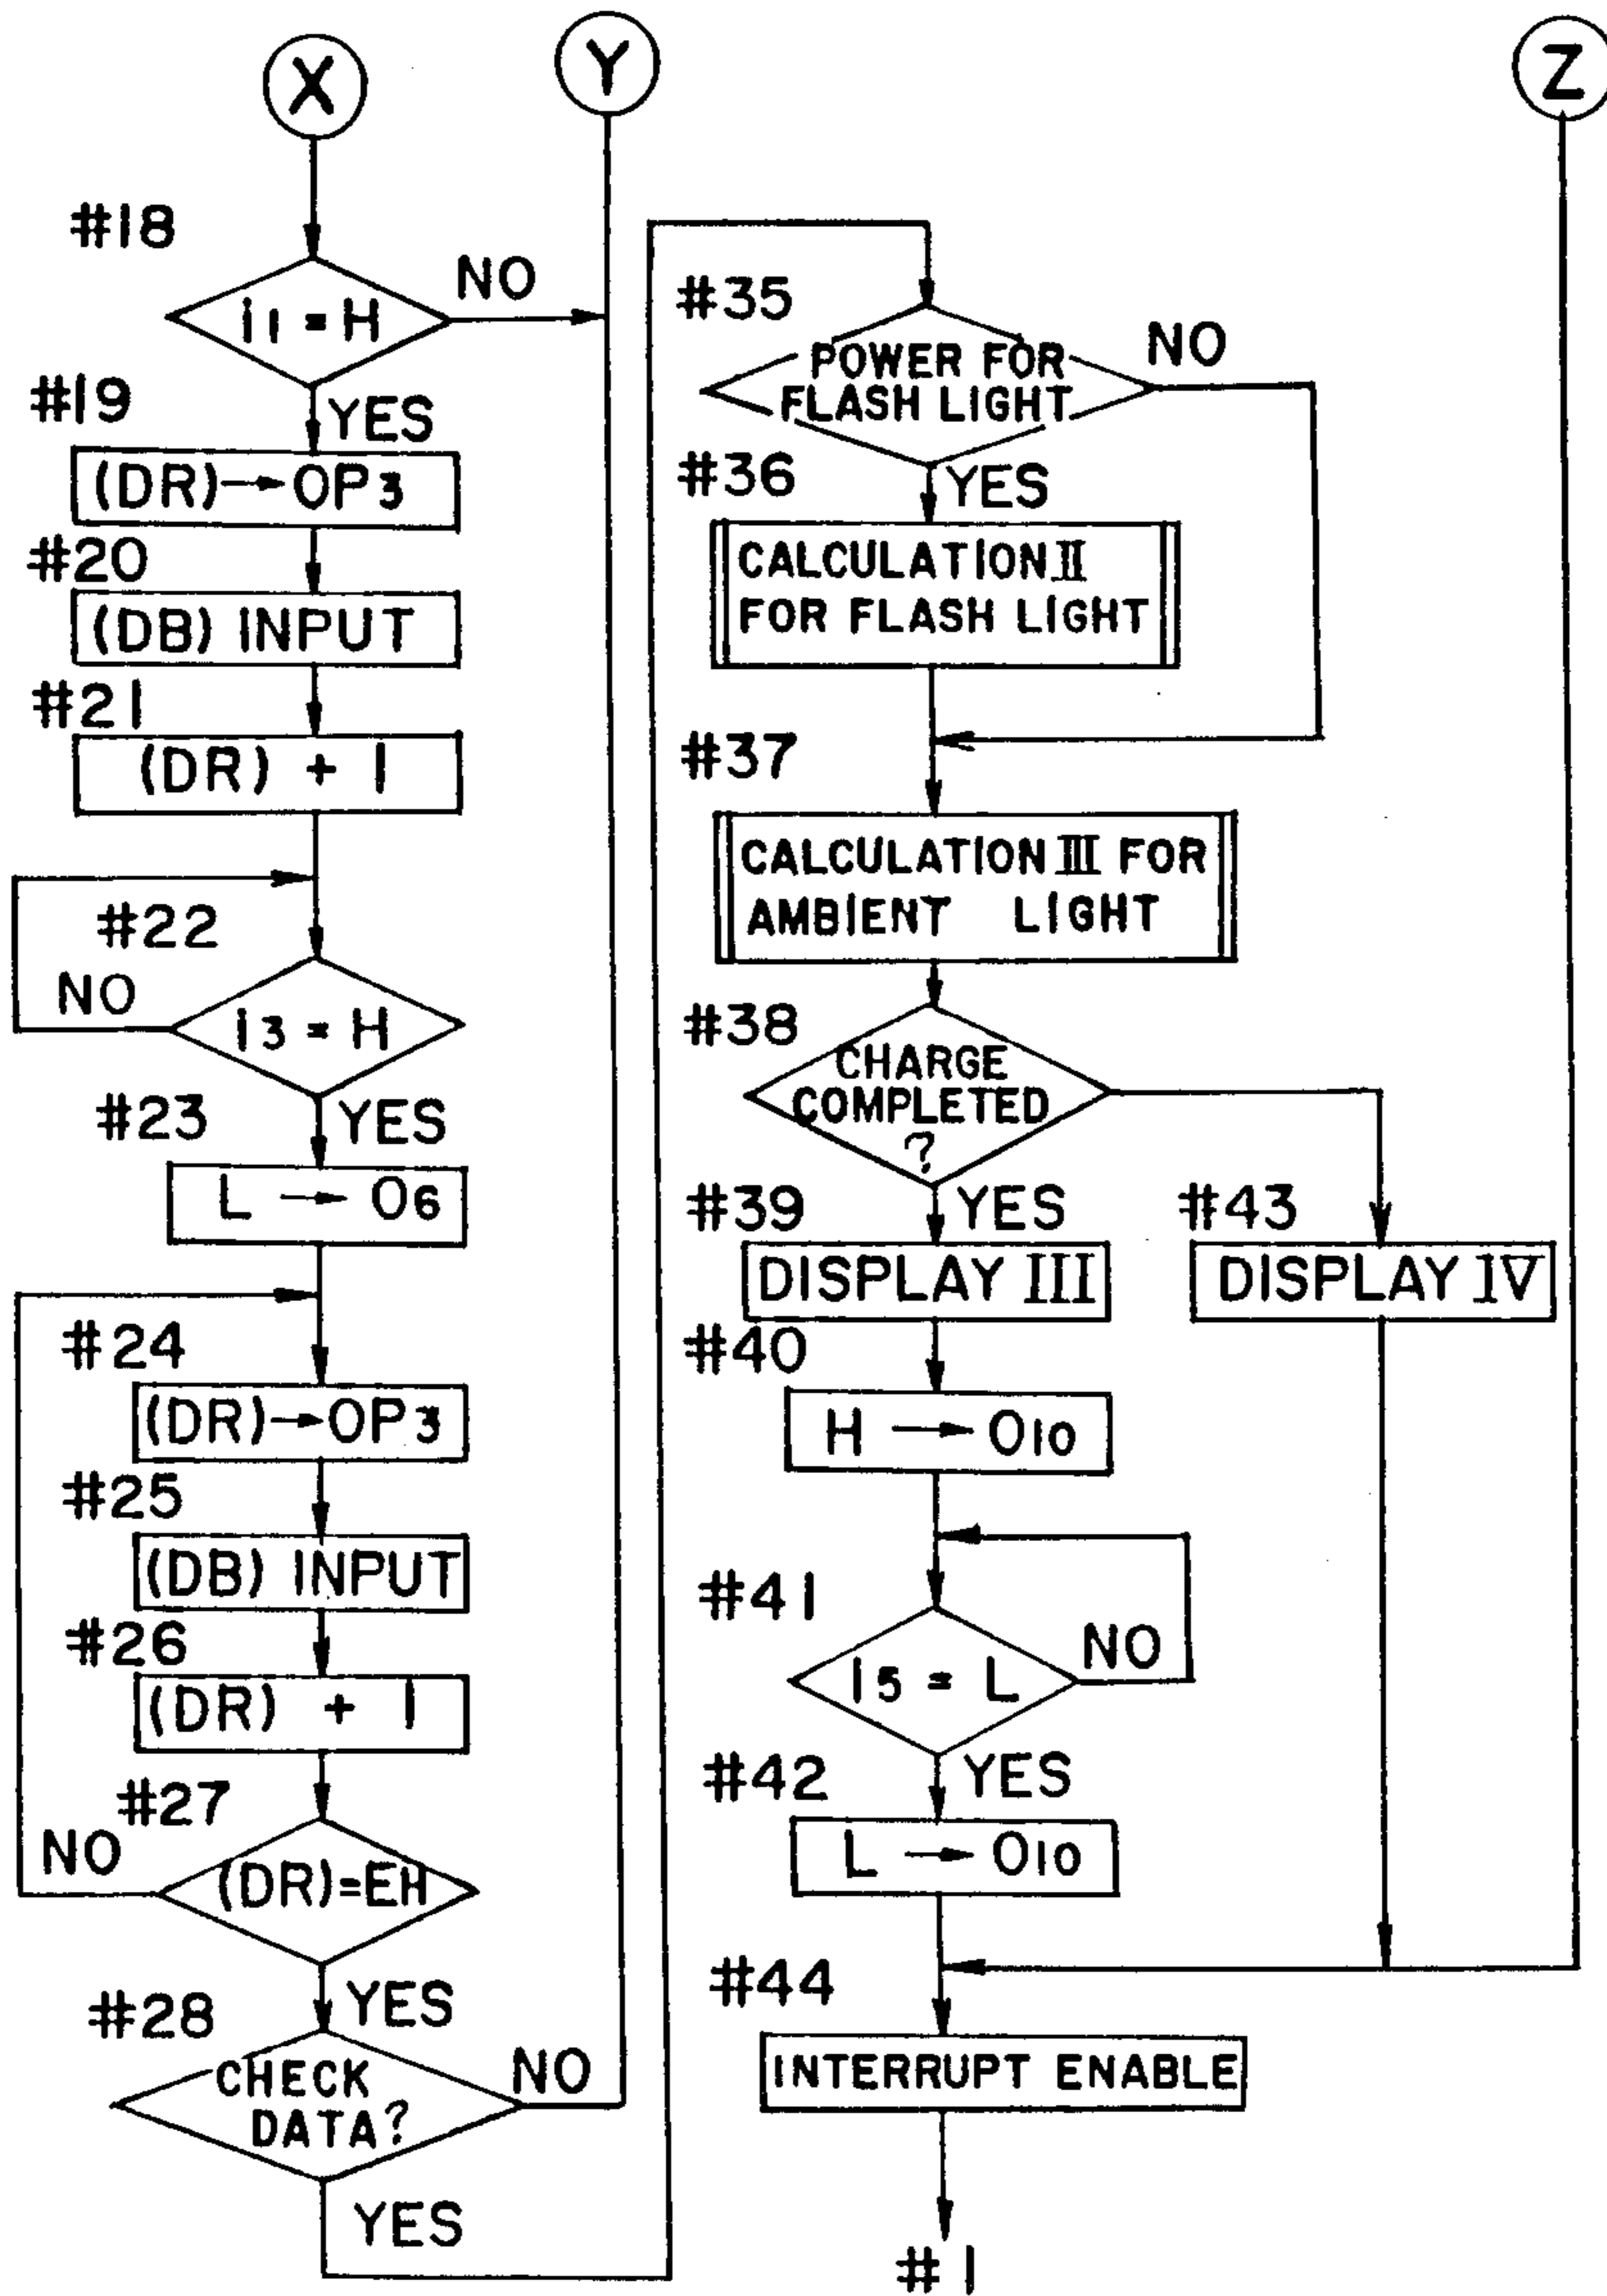 X
Y
Z
#18
i1 = H
NO
#19
YES
(DR)→OP3
#20
(DB) INPUT
#21
(DR) + 1
#22
NO
i3 = H
#23
YES
L → O6
#24
(DR)→OP3
#25
(DB) INPUT
#26
(DR) + 1
#27
NO
(DR)=EH
#28
YES
CHECK
DATA?
NO
YES
#35
POWER FOR
FLASH LIGHT
NO
#36
YES
CALCULATION II
FOR FLASH LIGHT
#37
CALCULATION III FOR
AMBIENT LIGHT
#38
CHARGE
COMPLETED
?
#39
YES
DISPLAY III
#43
DISPLAY IV
#40
H → O10
#41
i5 = L
NO
#42
YES
L → O10
#44
INTERRUPT ENABLE
#1